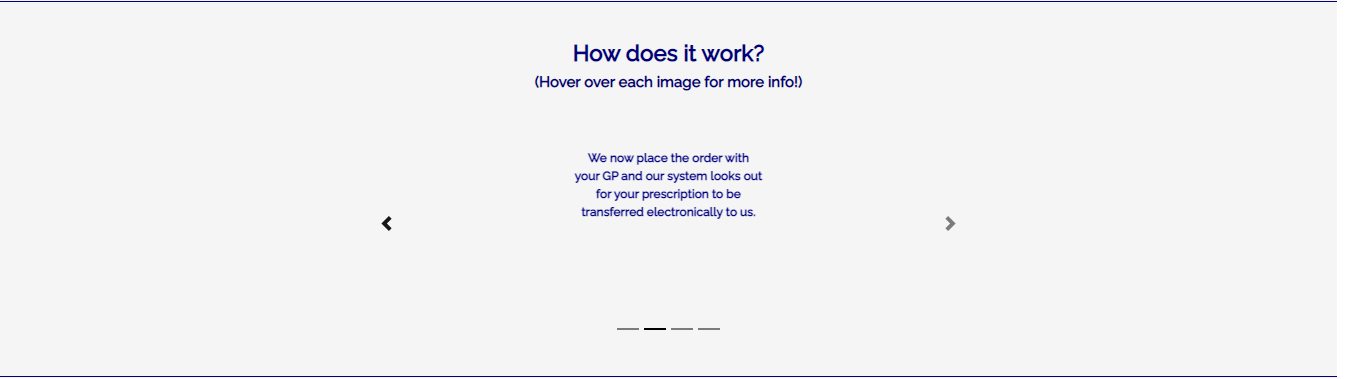 How does it work?
(Hover over each image for more info!)
We now place the order with
your GP and our system looks out
for your prescription to be
transferred electronically to us.